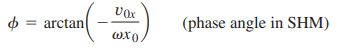 ϕ = arctan(−v₀ₓ/ωx₀) (phase angle in SHM)